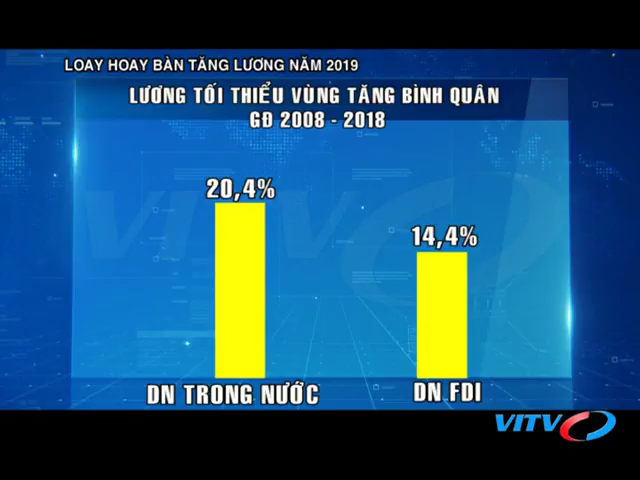 LOAY HOAY BÀN TĂNG LƯƠNG NĂM 2019
LƯƠNG TỐI THIỂU VÙNG TĂNG BÌNH QUÂN
GĐ 2008 - 2018
20,4%
14,4%
DN TRONG NƯỚC
DN FDI
VITV